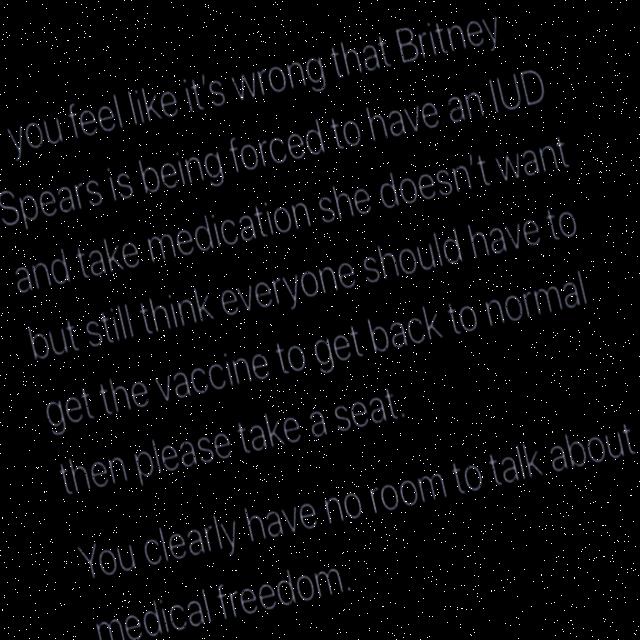 you feel like it's wrong that Britney
Spears is being forced to have an IUD
and take medication she doesn't want
but still think everyone should have to
get the vaccine to get back to normal
then please take a seat.
You clearly have no room to talk about
medical freedom.